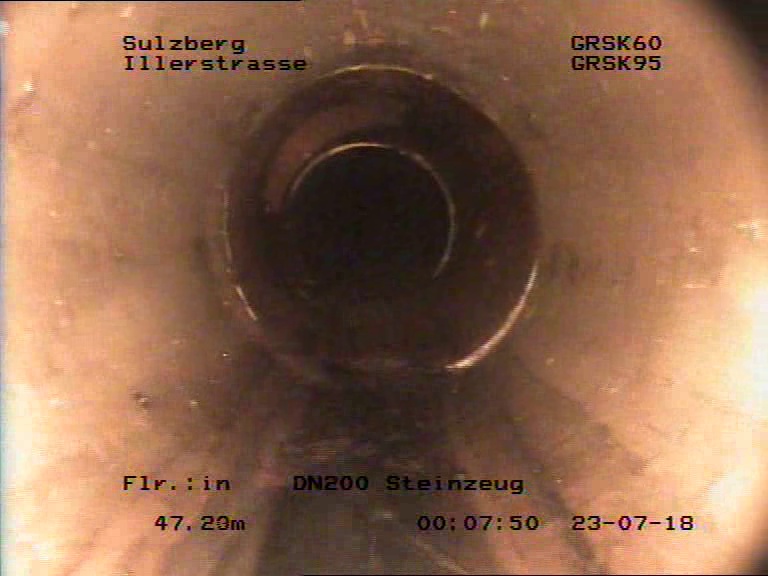 Sulzberg GRSK60
Illerstrasse GRSK95
Flr.:in DN200 Steinzeug
47.20m 00:07:50 23-07-18